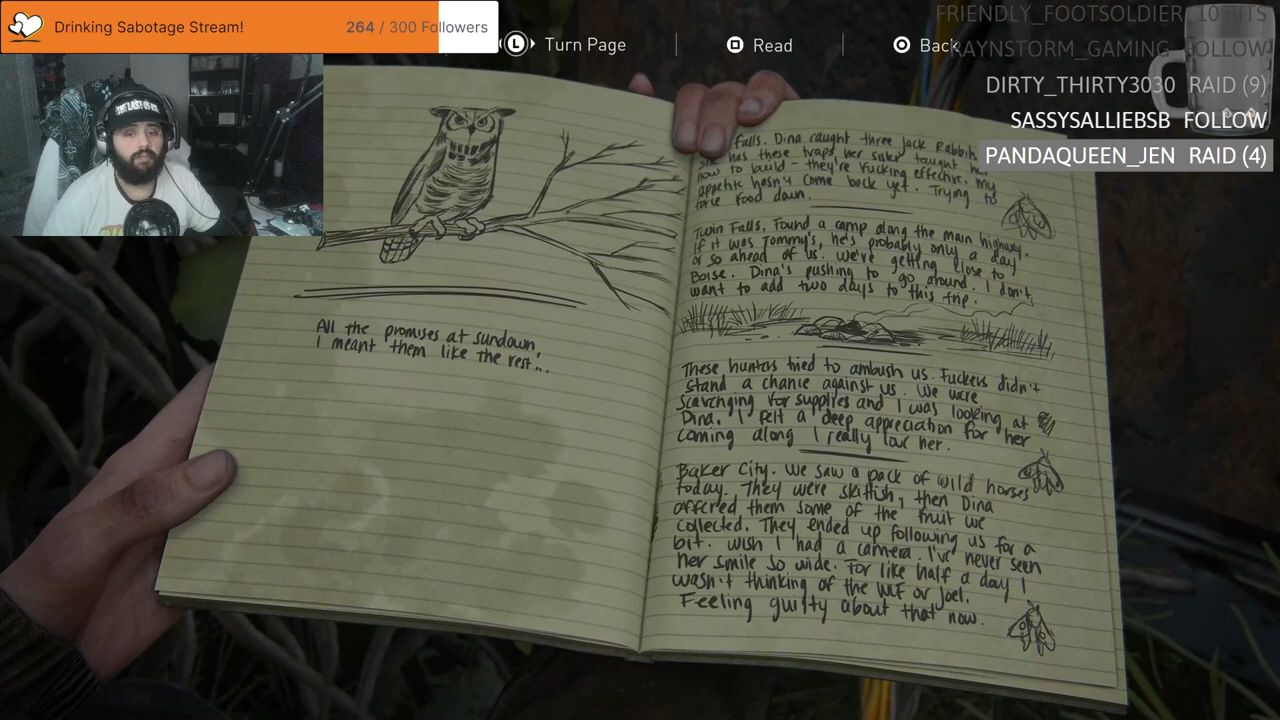 Drinking Sabotage Stream!
264 / 300 Followers
L Turn Page
Read
Back
FRIENDLY_FOOTSOLDIER 10 BITS
RAYNSTORM_GAMING FOLLOW
DIRTY_THIRTY3030 RAID (9)
SASSYSALLIEBSB FOLLOW
PANDAQUEEN_JEN RAID (4)
THE LAST OF US
All the promises at sundown,
I meant them like the rest...
Falls. Dina caught three Jack Rabbits
She has these traps her sister taught her
how to build - they're fucking effective. My
appetite hasn't come back yet. Trying to
force food down.
Twin Falls. Found a camp along the main highway.
If it was Tommy's, he's probably only a day
or so ahead of us. We're getting close to
Boise. Dina's pushing to go around. I don't
want to add two days to this trip.
These hunters tried to ambush us. Fuckers didn't
stand a chance against us. We were
scavenging for supplies and I was looking at
Dina. I felt a deep appreciation for her
coming along I really love her.
Baker City. We saw a pack of wild horses
today. They were skittish, then Dina
offered them some of the fruit we
collected. They ended up following us for a
bit. Wish I had a camera. I've never seen
her smile so wide. For like half a day I
wasn't thinking of the WLF or Joel.
Feeling guilty about that now.